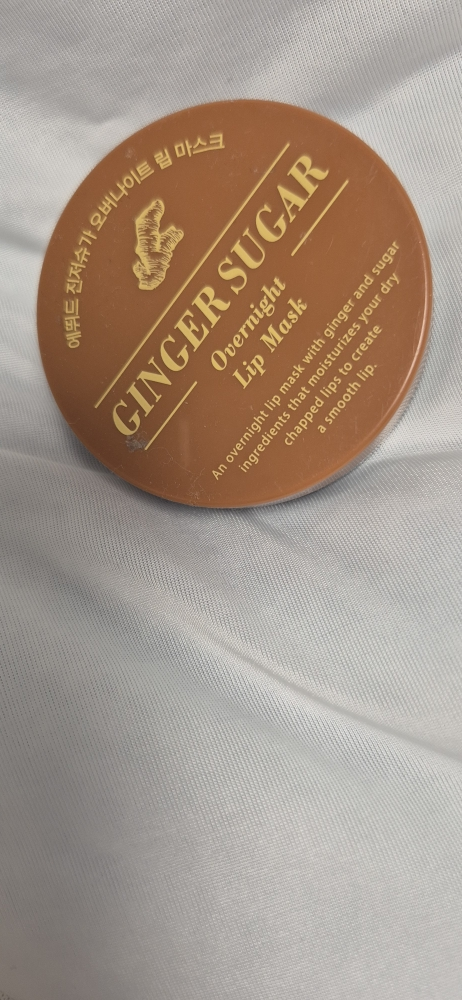 에뛰드 진저슈가 오버나이트 립 마스크
GINGER SUGAR
Overnight
Lip Mask
An overnight lip mask with ginger and sugar
ingredients that moisturizes your dry
chapped lips to create
a smooth lip.